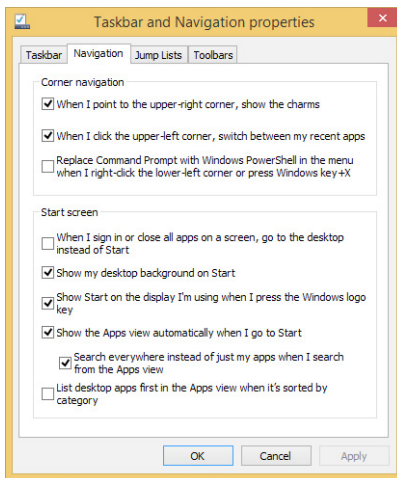 Taskbar and Navigation properties
Taskbar Navigation Jump Lists Toolbars
Corner navigation
When I point to the upper-right corner, show the charms
When I click the upper-left corner, switch between my recent apps
Replace Command Prompt with Windows PowerShell in the menu
when I right-click the lower-left corner or press Windows key+X
Start screen
When I sign in or close all apps on a screen, go to the desktop
instead of Start
Show my desktop background on Start
Show Start on the display I'm using when I press the Windows logo
key
Show the Apps view automatically when I go to Start
Search everywhere instead of just my apps when I search
from the Apps view
List desktop apps first in the Apps view when it's sorted by
category
OK Cancel Apply